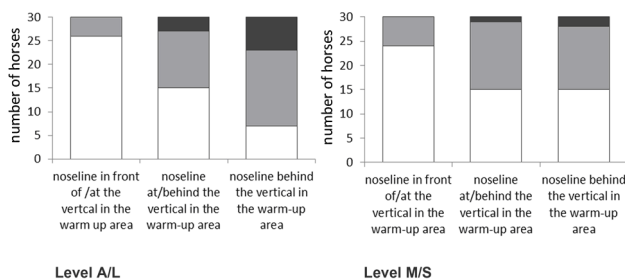 number of horses
30
25
20
15
10
5
0
noseline in front
of /at the
vertcal in the
warm up area
noseline
at/behind the
vertical in the
warm-up area
noseline behind
the vertical in
the warm-up
area
Level A/L
number of horses
30
25
20
15
10
5
0
noseline in front
of/at the
vertical in the
warm-up area
noseline
at/behind the
vertical in the
warm-up area
noseline behind
the vertical in
the warm-up
area
Level M/S